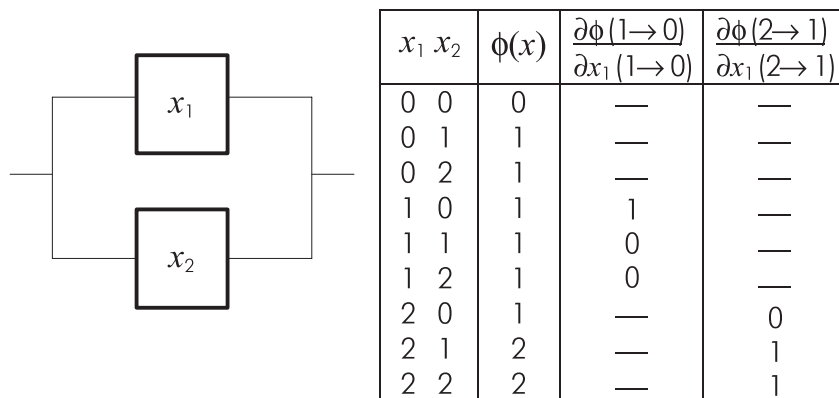 x₁
x₂
x₁ x₂ ϕ(x) ∂ϕ(1→0)/∂x₁(1→0) ∂ϕ(2→1)/∂x₁(2→1)
0 0 0 — —
0 1 1 — —
0 2 1 — —
1 0 1 1 —
1 1 1 0 —
1 2 1 0 —
2 0 1 — 0
2 1 2 — 1
2 2 2 — 1